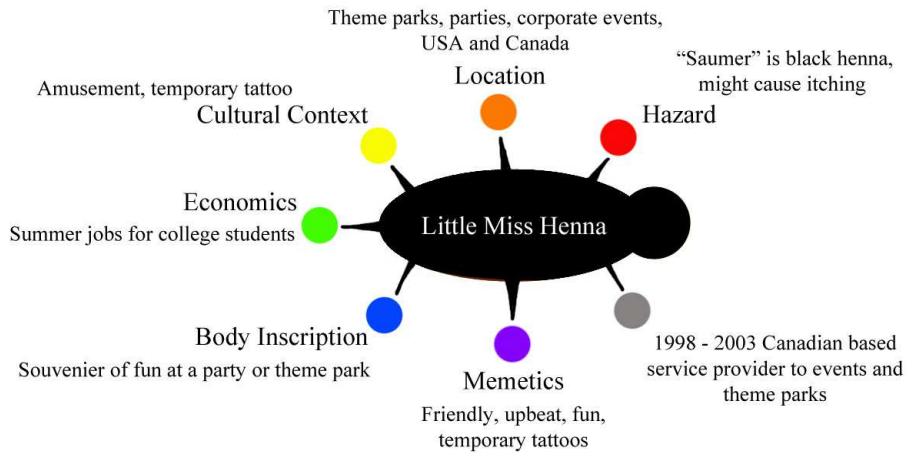 Theme parks, parties, corporate events,
USA and Canada
Location
“Saumer” is black henna,
might cause itching
Hazard
Amusement, temporary tattoo
Cultural Context
Economics
Summer jobs for college students
Little Miss Henna
Body Inscription
Souvenier of fun at a party or theme park
Memetics
Friendly, upbeat, fun,
temporary tattoos
1998 - 2003 Canadian based
service provider to events and
theme parks